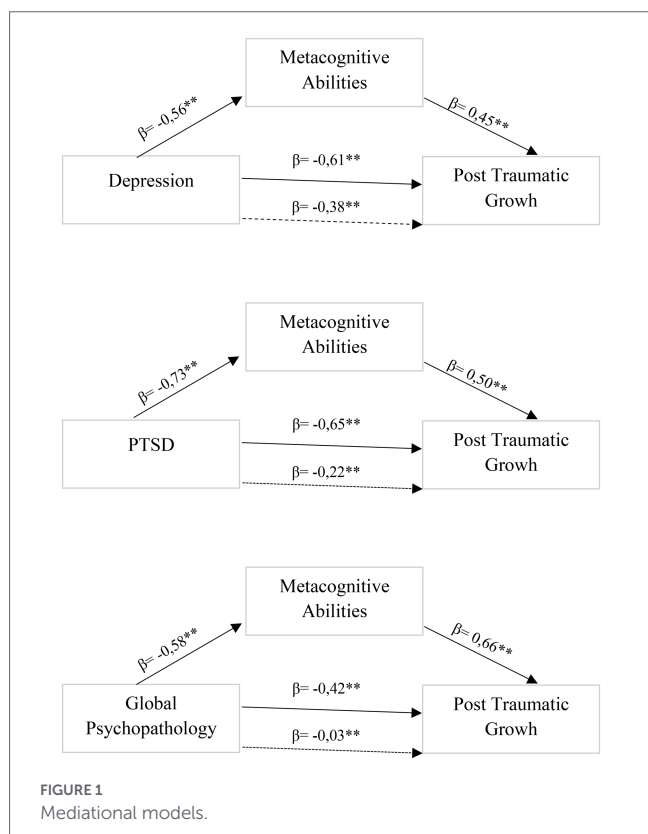 Metacognitive
Abilities
β= -0,56**
β= 0,45**
Depression
β= -0,61**
β= -0,38**
Post Traumatic
Growth
Metacognitive
Abilities
β= -0,73**
β= 0,50**
PTSD
β= -0,65**
β= -0,22**
Post Traumatic
Growth
Metacognitive
Abilities
β= -0,58**
β= 0,66**
Global
Psychopathology
β= -0,42**
β= -0,03**
Post Traumatic
Growth
FIGURE 1
Mediational models.